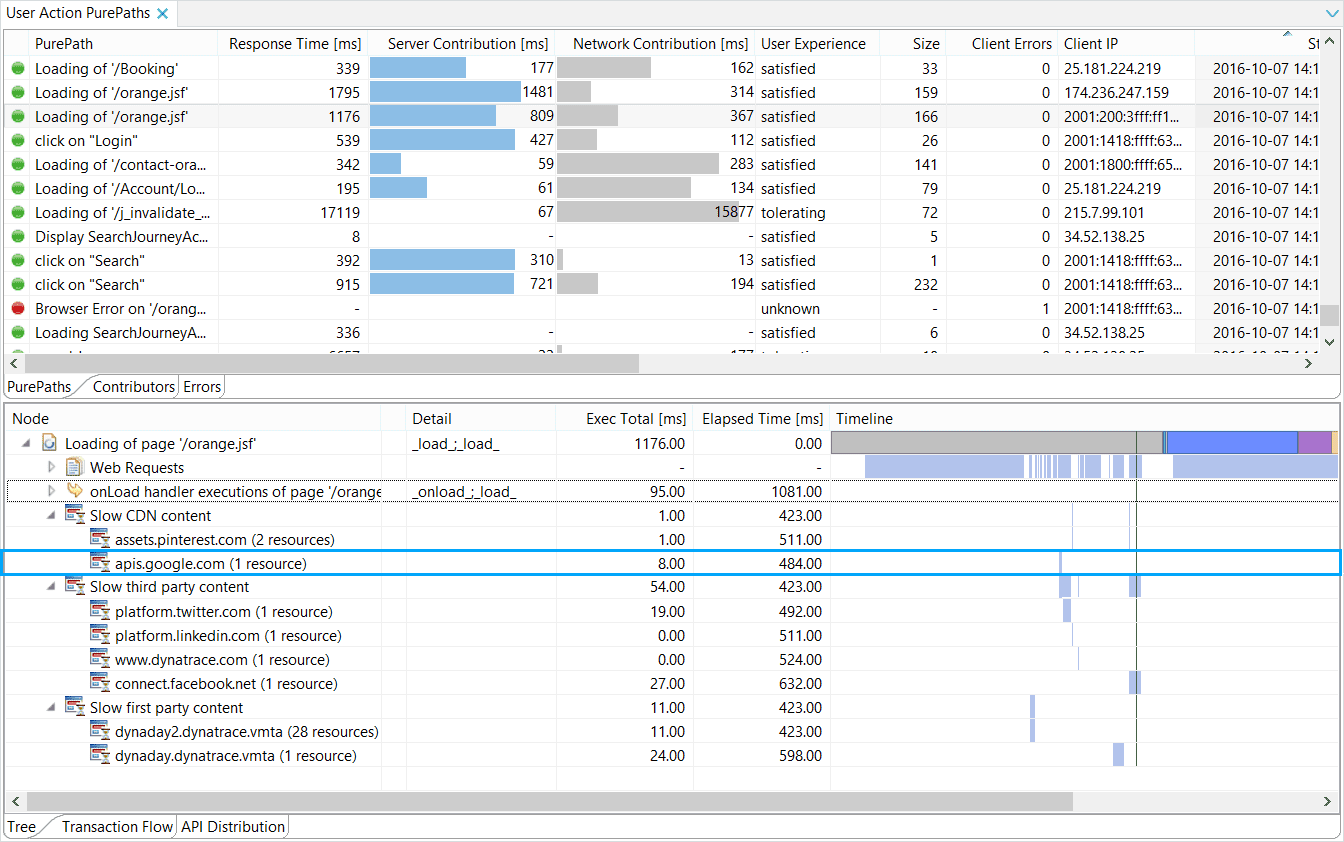 User Action PurePaths
PurePath Response Time [ms] Server Contribution [ms] Network Contribution [ms] User Experience Size Client Errors Client IP
Loading of '/Booking' 339 177 162 satisfied 33 0 25.181.224.219 2016-10-07 14:1
Loading of '/orange.jsf' 1795 1481 314 satisfied 159 0 174.236.247.159 2016-10-07 14:1
Loading of '/orange.jsf' 1176 809 367 satisfied 166 0 2001:200:3fff:ff1... 2016-10-07 14:1
click on "Login" 539 427 112 satisfied 26 0 2001:1418:ffff:63... 2016-10-07 14:1
Loading of '/contact-ora... 342 59 283 satisfied 141 0 2001:1800:ffff:65... 2016-10-07 14:1
Loading of '/Account/Lo... 195 61 134 satisfied 79 0 25.181.224.219 2016-10-07 14:1
Loading of '/j_invalidate_... 17119 67 15877 tolerating 72 0 215.7.99.101 2016-10-07 14:1
Display SearchJourneyAc... 8 - - satisfied 5 0 34.52.138.25 2016-10-07 14:1
click on "Search" 392 310 13 satisfied 1 0 2001:1418:ffff:63... 2016-10-07 14:1
click on "Search" 915 721 194 satisfied 232 0 2001:1418:ffff:63... 2016-10-07 14:1
Browser Error on '/orang... - unknown - 1 2001:1418:ffff:63... 2016-10-07 14:1
Loading SearchJourneyA... 336 - - satisfied 6 0 34.52.138.25 2016-10-07 14:1
PurePaths Contributors Errors
Node Detail Exec Total [ms] Elapsed Time [ms] Timeline
Loading of page '/orange.jsf' _load_;_load_ 1176.00 0.00
Web Requests - -
onLoad handler executions of page '/orange _onload_;_load_ 95.00 1081.00
Slow CDN content 1.00 423.00
assets.pinterest.com (2 resources) 1.00 511.00
apis.google.com (1 resource) 8.00 484.00
Slow third party content 54.00 423.00
platform.twitter.com (1 resource) 19.00 492.00
platform.linkedin.com (1 resource) 0.00 511.00
www.dynatrace.com (1 resource) 0.00 524.00
connect.facebook.net (1 resource) 27.00 632.00
Slow first party content 11.00 423.00
dynaday2.dynatrace.vmta (28 resources) 11.00 423.00
dynaday.dynatrace.vmta (1 resource) 24.00 598.00
Tree Transaction Flow API Distribution